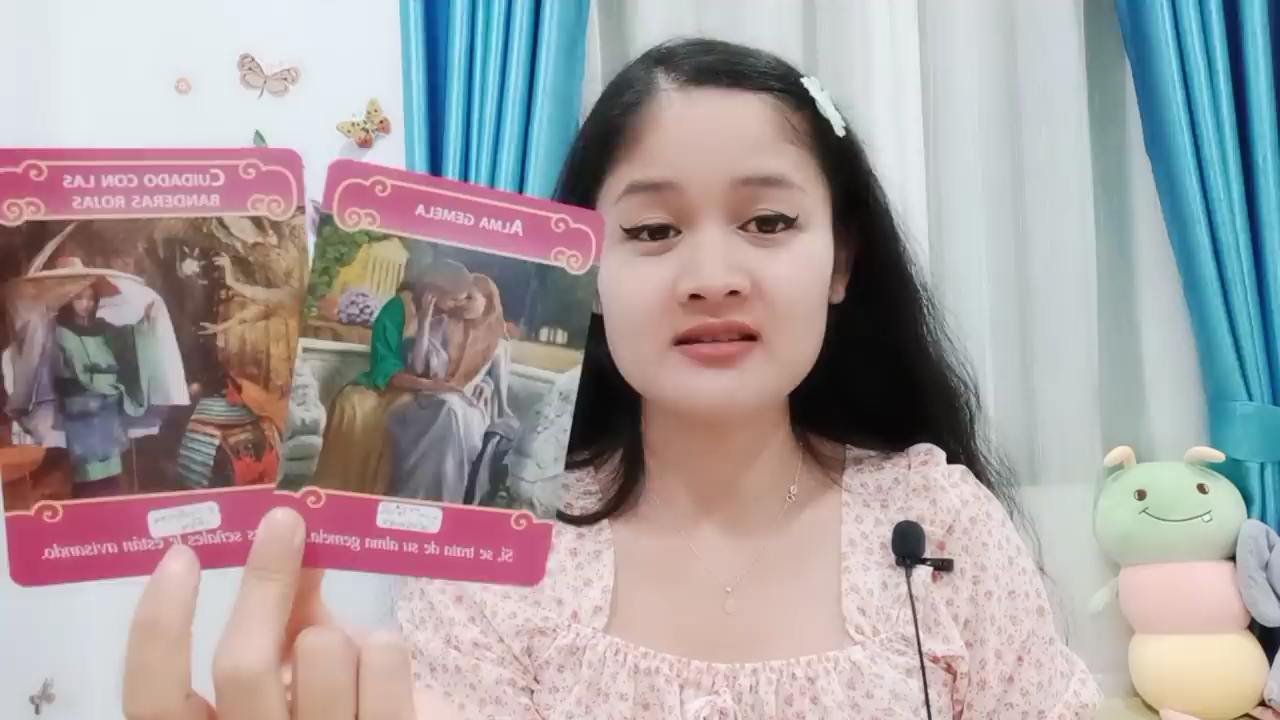 CUIDADO CON LAS
BANDERAS ROJAS
señales le están avisando.
ALMA GEMELA
Sí, se trata de su alma gemela.